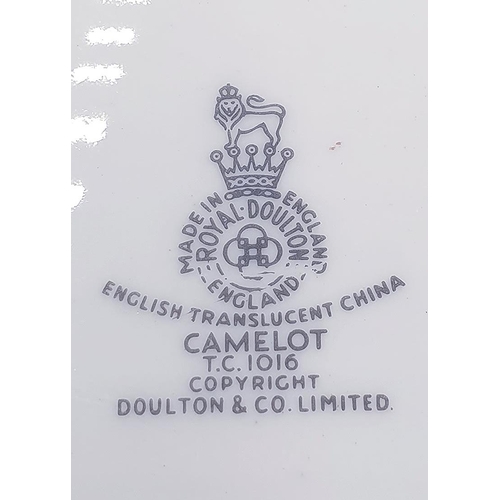 MADE IN ENGLAND
ROYAL·DOULTON
ENGLAND
ENGLISH TRANSLUCENT CHINA
CAMELOT
T.C. 1016
COPYRIGHT
DOULTON & CO. LIMITED.